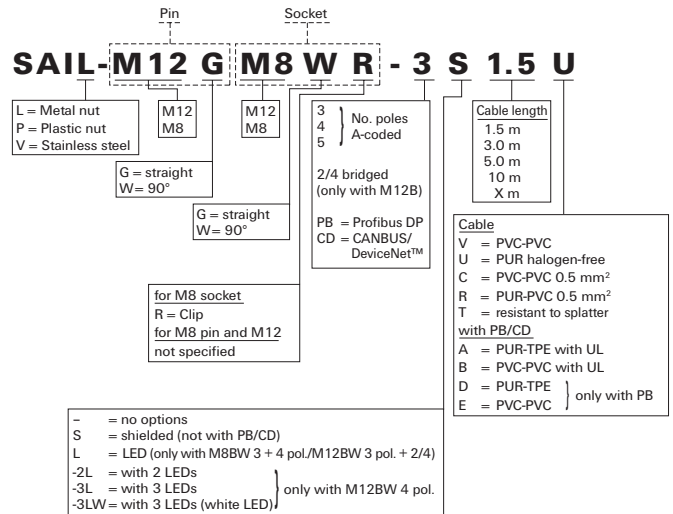 Pin Socket
SAIL-M12 G M8 W R - 3 S 1.5 U
L = Metal nut
P = Plastic nut
V = Stainless steel
M12
M8
M12
M8
3
4
5
No. poles
A-coded
2/4 bridged
(only with M12B)
PB = Profibus DP
CD = CANBUS/
DeviceNet™
Cable length
1.5 m
3.0 m
5.0 m
10 m
X m
G = straight
W= 90°
G = straight
W= 90°
for M8 socket
R = Clip
for M8 pin and M12
not specified
Cable
V = PVC-PVC
U = PUR halogen-free
C = PVC-PVC 0.5 mm²
R = PUR-PVC 0.5 mm²
T = resistant to splatter
with PB/CD
A = PUR-TPE with UL
B = PVC-PVC with UL
D = PUR-TPE
E = PVC-PVC
only with PB
– = no options
S = shielded (not with PB/CD)
L = LED (only with M8BW 3 + 4 pol./M12BW 3 pol. + 2/4)
-2L = with 2 LEDs
-3L = with 3 LEDs
-3LW = with 3 LEDs (white LED)
only with M12BW 4 pol.